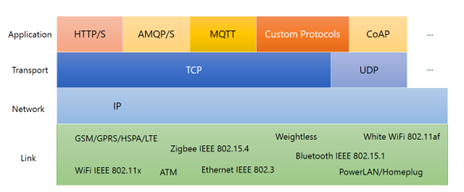 Application HTTP/S AMQP/S MQTT Custom Protocols CoAP ...
Transport TCP UDP ...
Network IP
Link
GSM/GPRS/HSPA/LTE Weightless White WiFi 802.11af
Zigbee IEEE 802.15.4 Bluetooth IEEE 802.15.1
WiFi IEEE 802.11x ATM Ethernet IEEE 802.3 PowerLAN/Homeplug